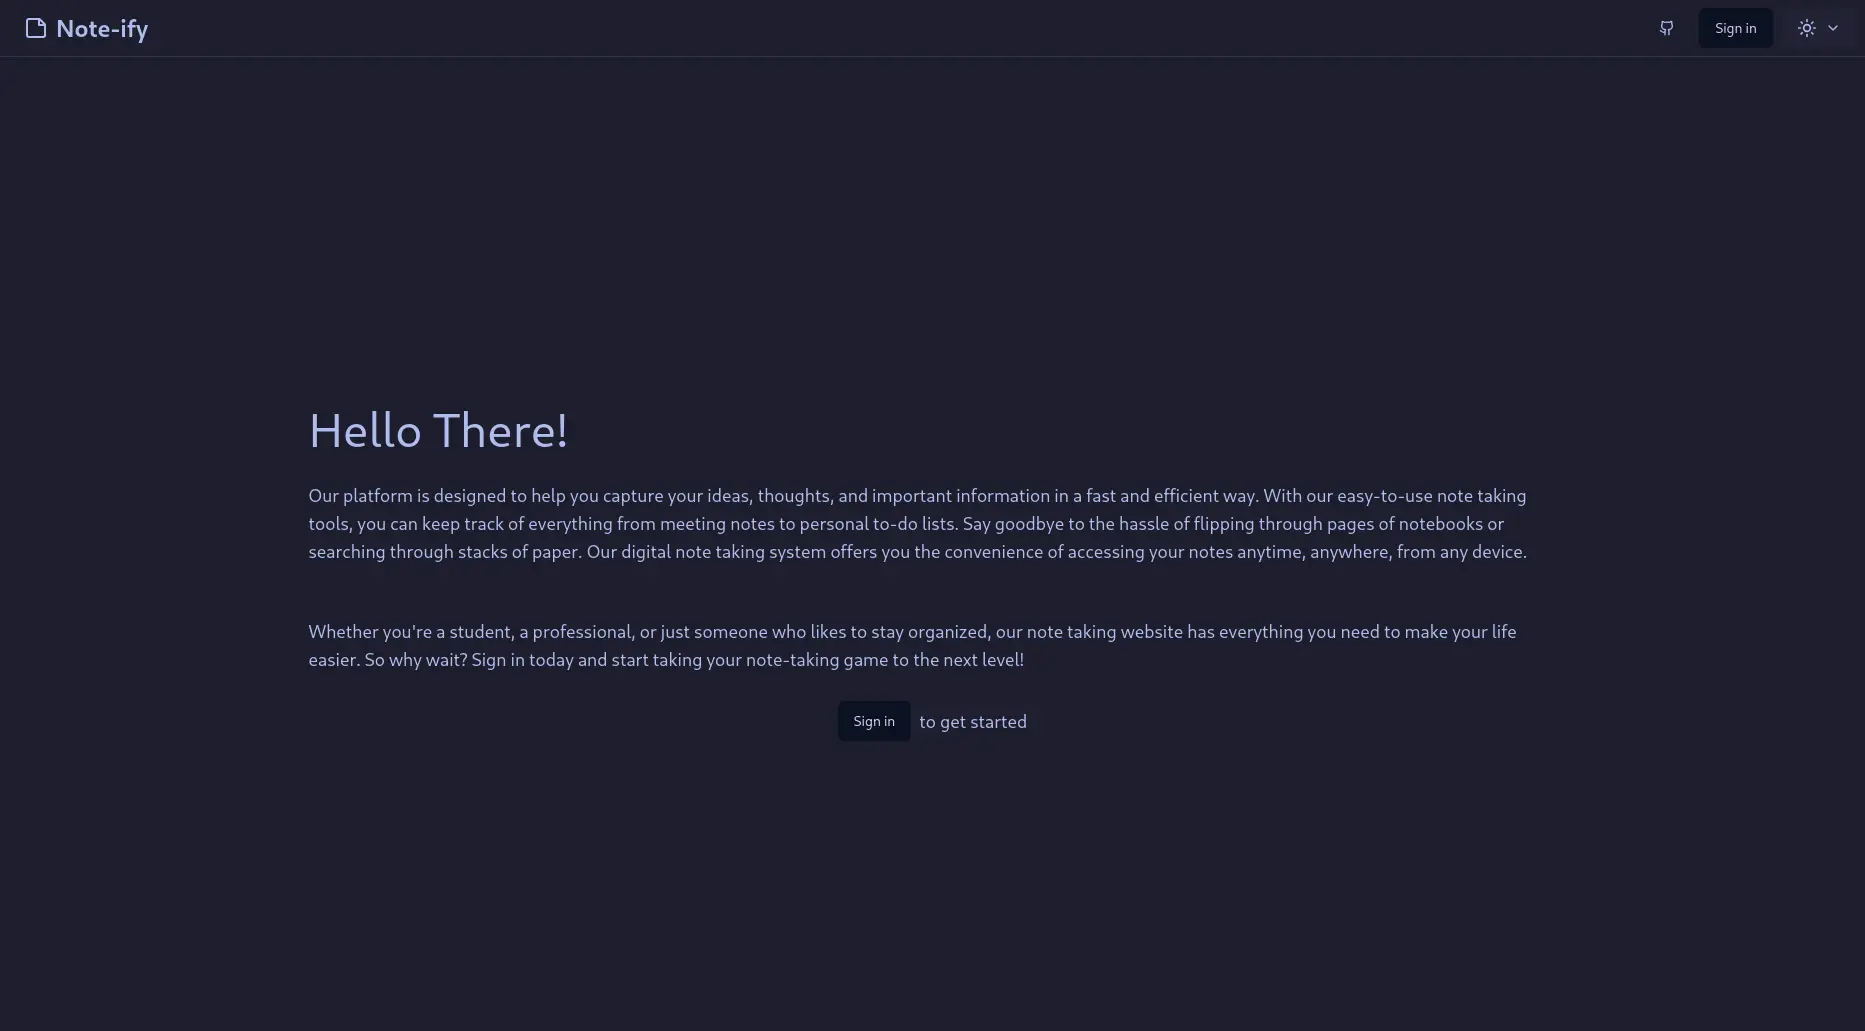 Note-ify
Sign in
Hello There!
Our platform is designed to help you capture your ideas, thoughts, and important information in a fast and efficient way. With our easy-to-use note taking
tools, you can keep track of everything from meeting notes to personal to-do lists. Say goodbye to the hassle of flipping through pages of notebooks or
searching through stacks of paper. Our digital note taking system offers you the convenience of accessing your notes anytime, anywhere, from any device.
Whether you're a student, a professional, or just someone who likes to stay organized, our note taking website has everything you need to make your life
easier. So why wait? Sign in today and start taking your note-taking game to the next level!
Sign in to get started